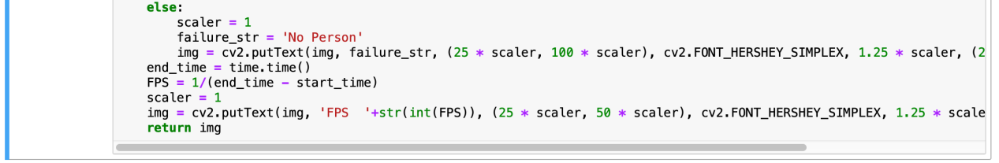 else:
    scaler = 1
    failure_str = 'No Person'
    img = cv2.putText(img, failure_str, (25 * scaler, 100 * scaler), cv2.FONT_HERSHEY_SIMPLEX, 1.25 * scaler, (2
end_time = time.time()
FPS = 1/(end_time - start_time)
scaler = 1
img = cv2.putText(img, 'FPS  '+str(int(FPS)), (25 * scaler, 50 * scaler), cv2.FONT_HERSHEY_SIMPLEX, 1.25 * scale
return img